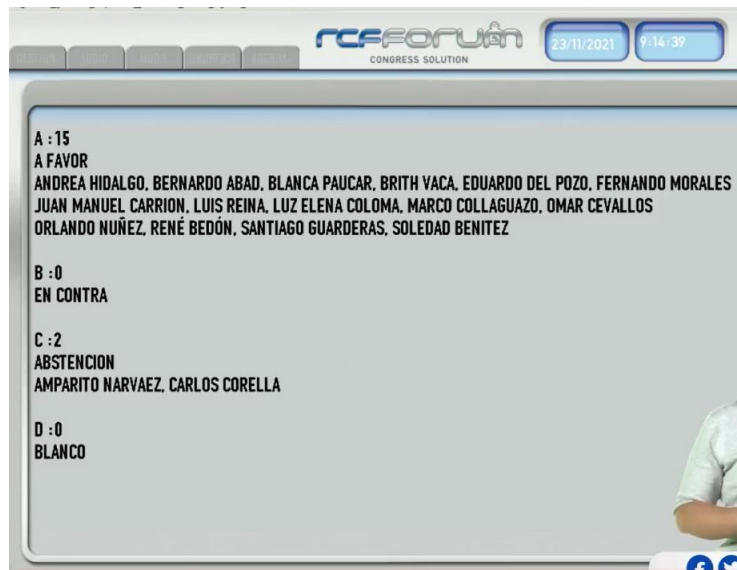 rcfforum
CONGRESS SOLUTION
23/11/2021
9:14:39
A :15
A FAVOR
ANDREA HIDALGO, BERNARDO ABAD, BLANCA PAUCAR, BRITH VACA, EDUARDO DEL POZO, FERNANDO MORALES
JUAN MANUEL CARRION, LUIS REINA, LUZ ELENA COLOMA, MARCO COLLAGUAZO, OMAR CEVALLOS
ORLANDO NUÑEZ, RENÉ BEDÓN, SANTIAGO GUARDERAS, SOLEDAD BENITEZ
B :0
EN CONTRA
C :2
ABSTENCION
AMPARITO NARVAEZ, CARLOS CORELLA
D :0
BLANCO